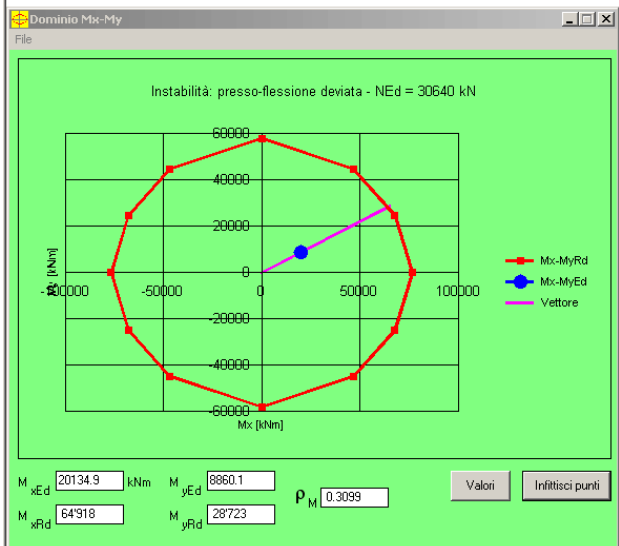 Dominio Mx-My
File
Instabilità: presso-flessione deviata - NEd = 30640 kN
60000
40000
20000
0
-20000
-40000
-60000
-100000 -50000 0 50000 100000
My [kNm]
Mx [kNm]
Mx-MyRd
Mx-MyEd
Vettore
M xEd 20134.9 kNm M yEd 8860.1
ρ M 0.3099
Valori Infittisci punti
M xRd 64'918 M yRd 28'723